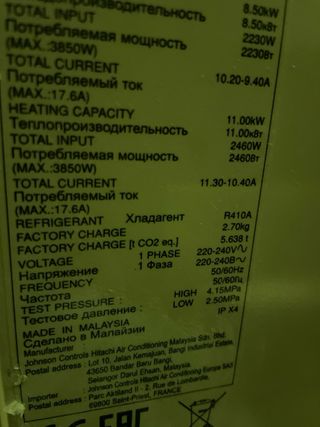 Холодопроизводительность 8.50kW
TOTAL INPUT 8.50кВт
Потребляемая мощность 2230W
(MAX.:3850W) 2230Вт
TOTAL CURRENT
Потребляемый ток 10.20-9.40A
(MAX.:17.6A)
HEATING CAPACITY 11.00kW
Теплопроизводительность 11.00кВт
TOTAL INPUT 2460W
Потребляемая мощность 2460Вт
(MAX.:3850W)
TOTAL CURRENT 11.30-10.40A
Потребляемый ток
(MAX.:17.6A)
REFRIGERANT Хладагент R410A
FACTORY CHARGE 2.70kg
FACTORY CHARGE [t CO2 eq.] 5.638 t
VOLTAGE 1 PHASE 220-240V~
Напряжение 1 Фаза 220-240В~
FREQUENCY 50/60Hz
Частота 50/60Гц
TEST PRESSURE : HIGH 4.15MPa
Тестовое давление : LOW 2.50MPa
IP X4
MADE IN MALAYSIA
Сделано в Малайзии
Manufacturer
Johnson Controls Hitachi Air Conditioning Malaysia Sdn. Bhd.
Postal address : Lot 10, Jalan Kemajuan, Bangi Industrial Estate,
43650 Bandar Baru Bangi,
Selangor Darul Ehsan, Malaysia
Importer : Johnson Controls Hitachi Air Conditioning Europe SAS
Postal address : Parc Aktiland II - 2, Rue de Lombardie,
69800 Saint-Priest, FRANCE